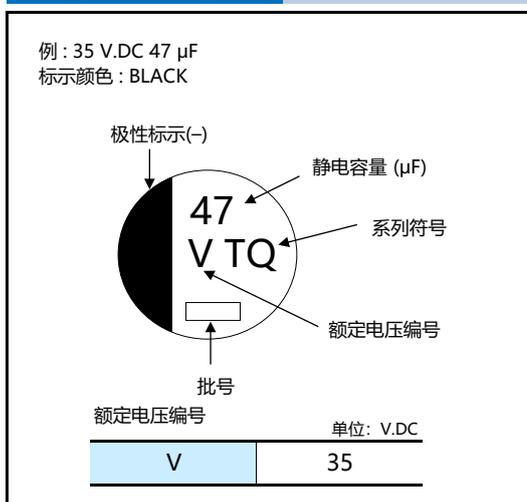 例 : 35 V.DC 47 μF
标示颜色 : BLACK
极性标示(–)
静电容量 (μF)
47
系列符号
V TQ
额定电压编号
批号
额定电压编号
单位：V.DC
V 35